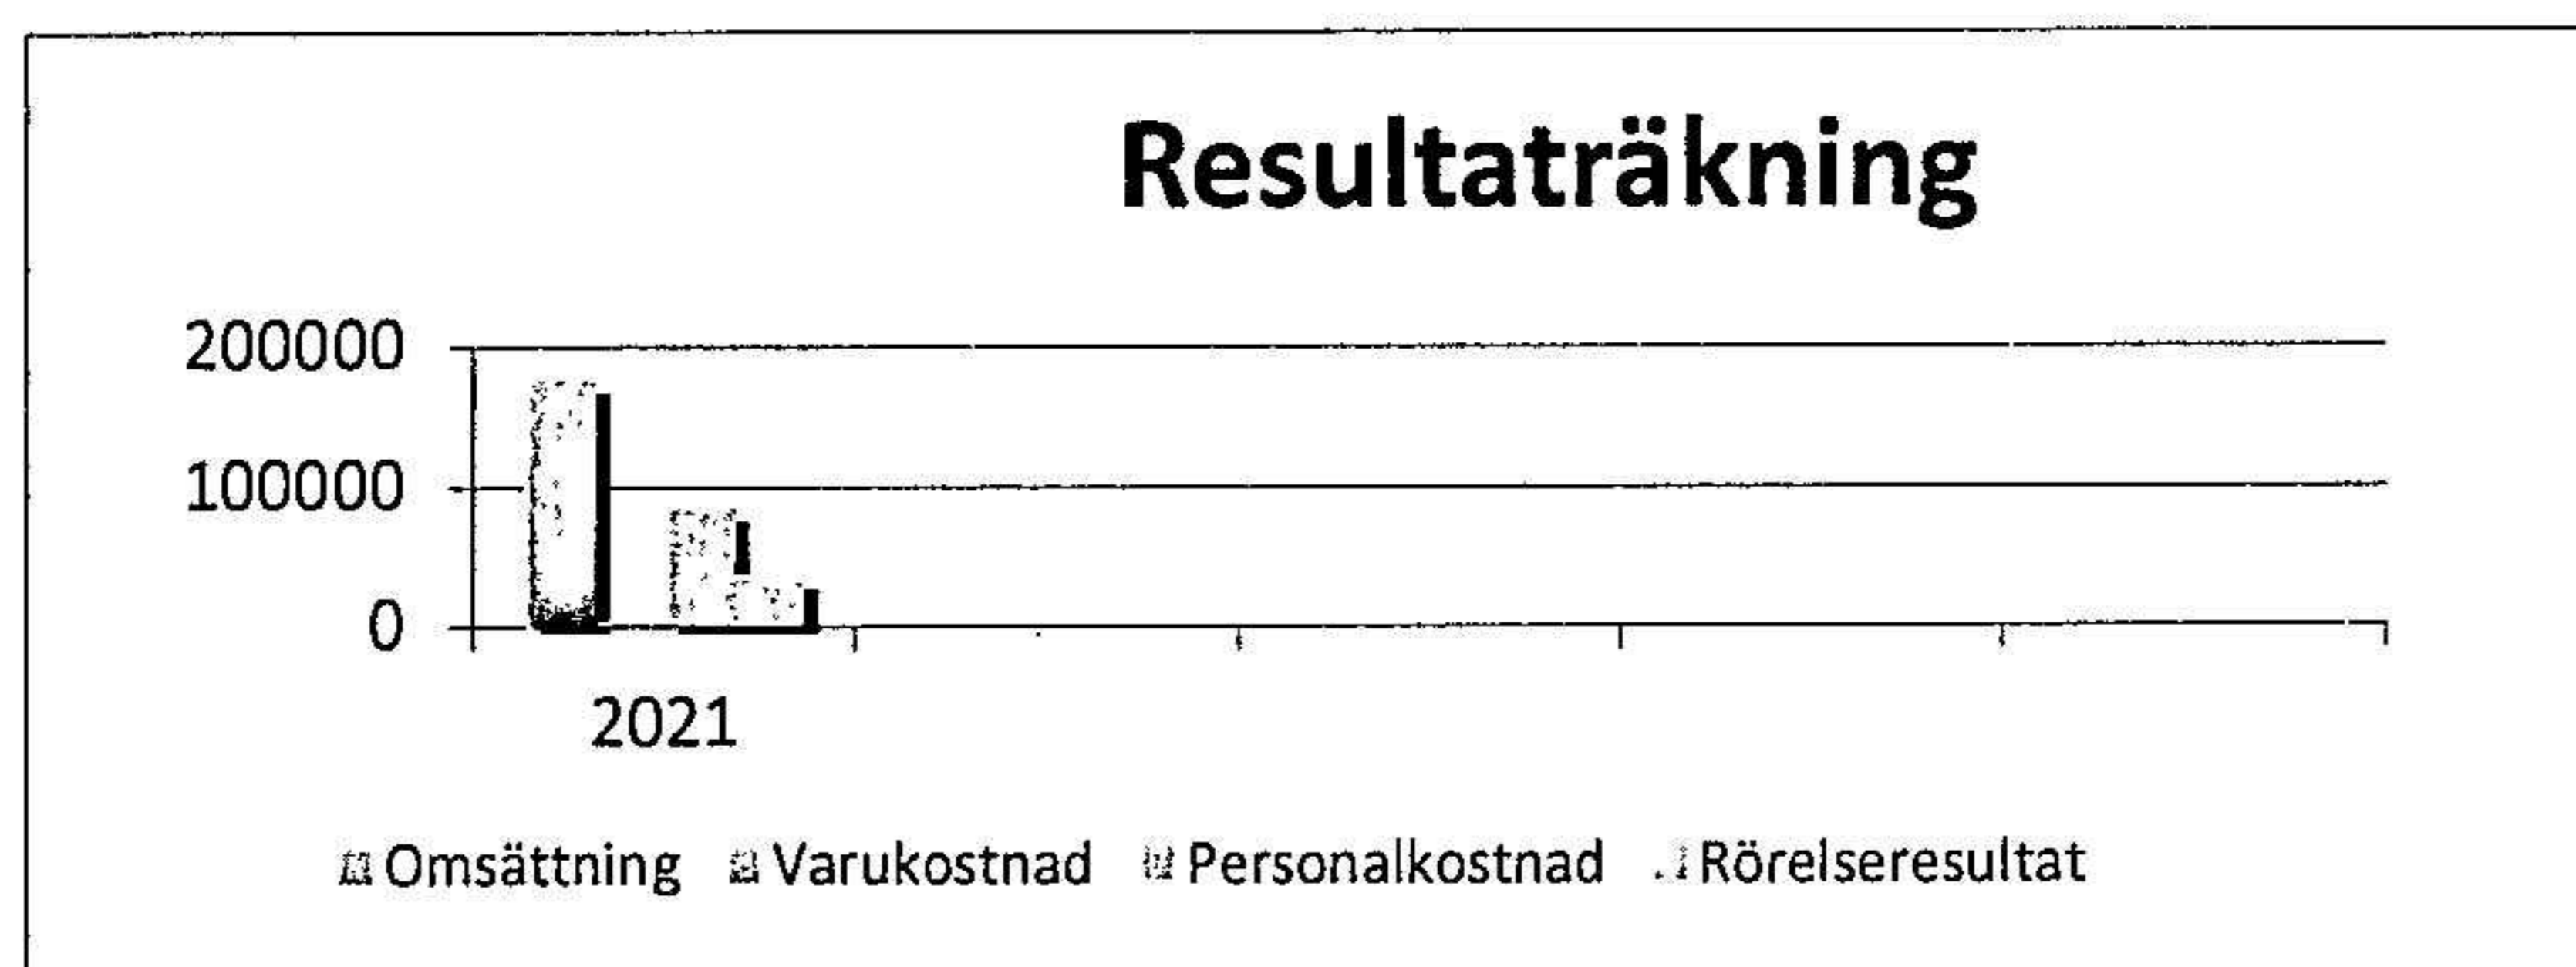 Resultaträkning
200000
100000
0
2021
Omsättning Varukostnad Personalkostnad Rörelseresultat